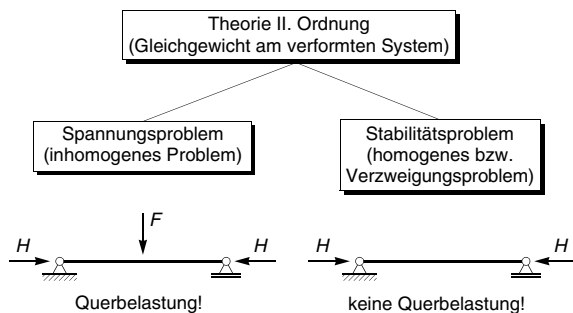 Theorie II. Ordnung
(Gleichgewicht am verformten System)
Spannungsproblem
(inhomogenes Problem)
Stabilitätsproblem
(homogenes bzw.
Verzweigungsproblem)
F
H
H
H
H
Querbelastung!
keine Querbelastung!